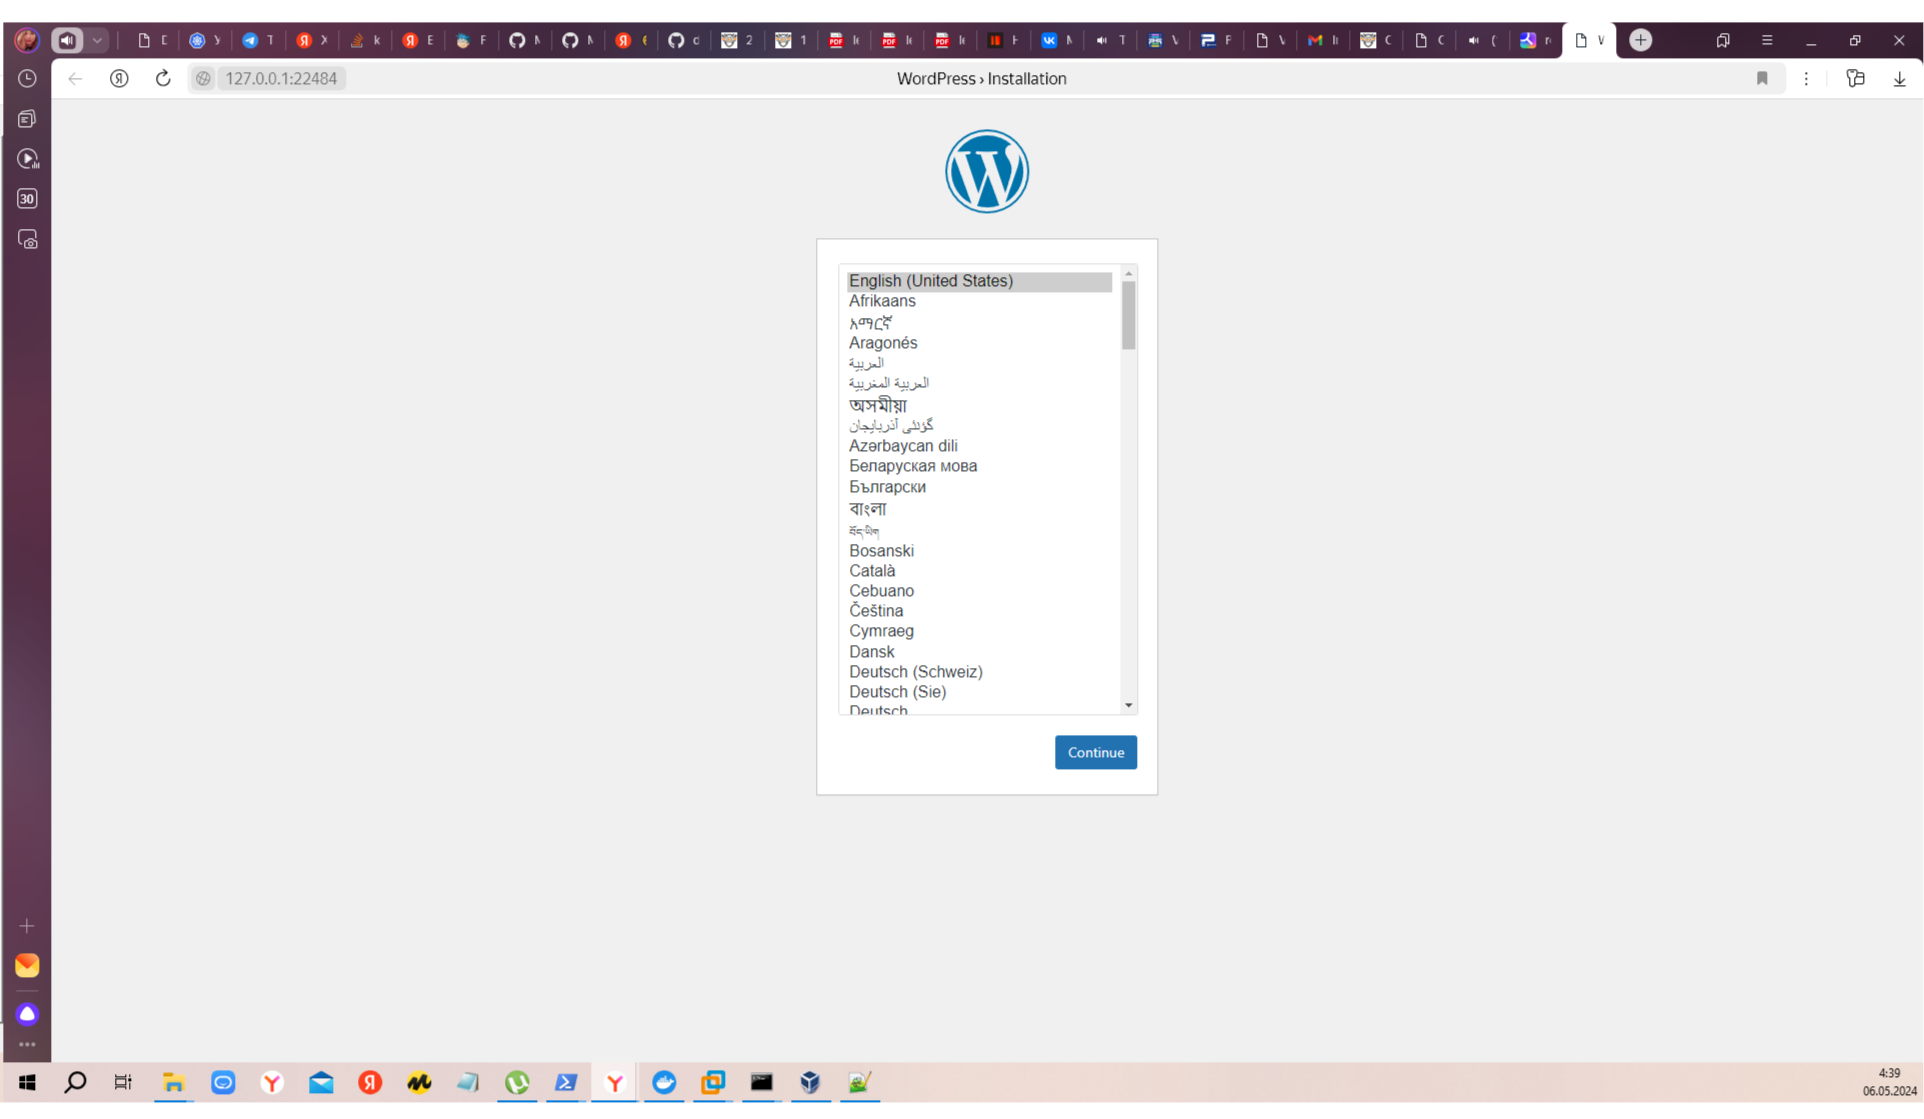 127.0.0.1:22484
WordPress › Installation
30
English (United States)
Afrikaans
አማርኛ
Aragonés
العربية
العربية المغربية
অসমীয়া
گؤنئی آذربایجان
Azərbaycan dili
Беларуская мова
Български
বাংলা
བོད་ཡིག
Bosanski
Català
Cebuano
Čeština
Cymraeg
Dansk
Deutsch (Schweiz)
Deutsch (Sie)
Deutsch
Continue
4:39
06.05.2024